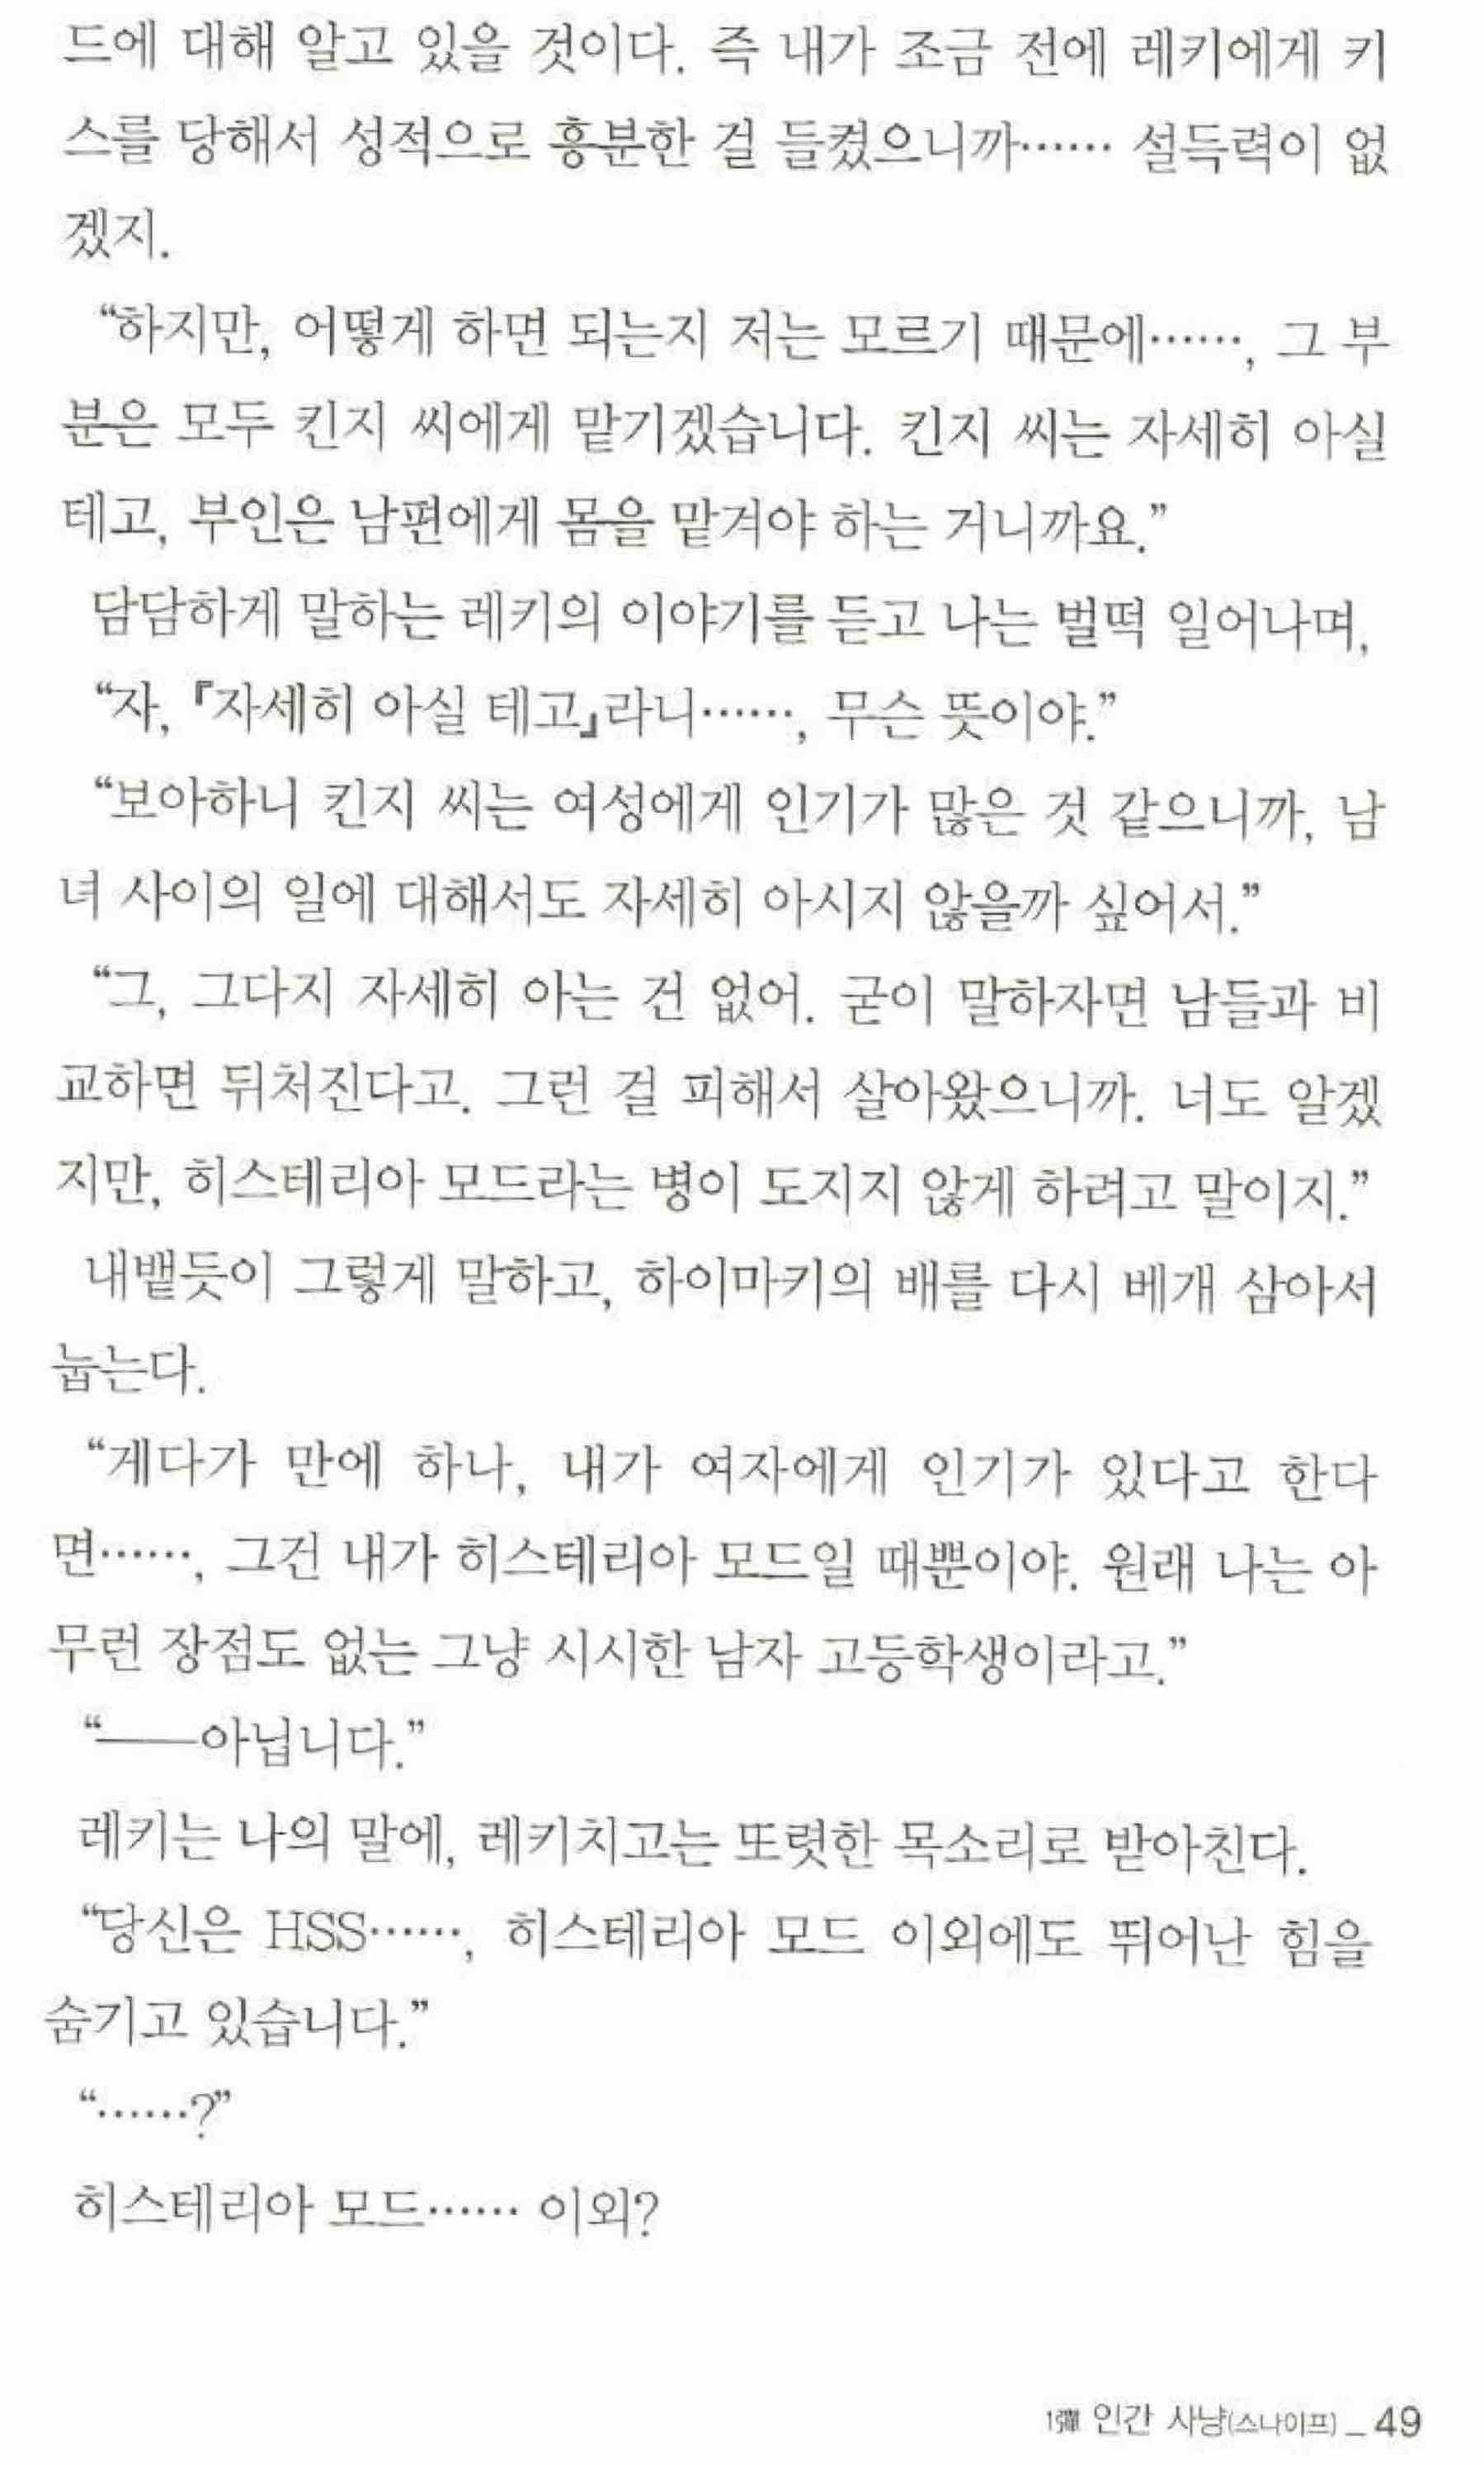 드에 대해 알고 있을 것이다. 즉 내가 조금 전에 레키에게 키
스를 당해서 성적으로 흥분한 걸 들켰으니까…… 설득력이 없
겠지.
“하지만, 어떻게 하면 되는지 저는 모르기 때문에……, 그 부
분은 모두 킨지 씨에게 맡기겠습니다. 킨지 씨는 자세히 아실
테고, 부인은 남편에게 몸을 맡겨야 하는 거니까요.”
담담하게 말하는 레키의 이야기를 듣고 나는 벌떡 일어나며,
“자, 『자세히 아실 테고』라니……, 무슨 뜻이야.”
“보아하니 킨지 씨는 여성에게 인기가 많은 것 같으니까, 남
녀 사이의 일에 대해서도 자세히 아시지 않을까 싶어서.”
“그, 그다지 자세히 아는 건 없어. 굳이 말하자면 남들과 비
교하면 뒤처진다고. 그런 걸 피해서 살아왔으니까. 너도 알겠
지만, 히스테리아 모드라는 병이 도지지 않게 하려고 말이지.”
내뱉듯이 그렇게 말하고, 하이마키의 배를 다시 베개 삼아서
눕는다.
“게다가 만에 하나, 내가 여자에게 인기가 있다고 한다
면……, 그건 내가 히스테리아 모드일 때뿐이야. 원래 나는 아
무런 장점도 없는 그냥 시시한 남자 고등학생이라고.”
“──아닙니다.”
레키는 나의 말에, 레키치고는 또렷한 목소리로 받아친다.
“당신은 HSS……, 히스테리아 모드 이외에도 뛰어난 힘을
숨기고 있습니다.”
“……?”
히스테리아 모드…… 이외?
1彈 인간 사냥(스나이프) _ 49